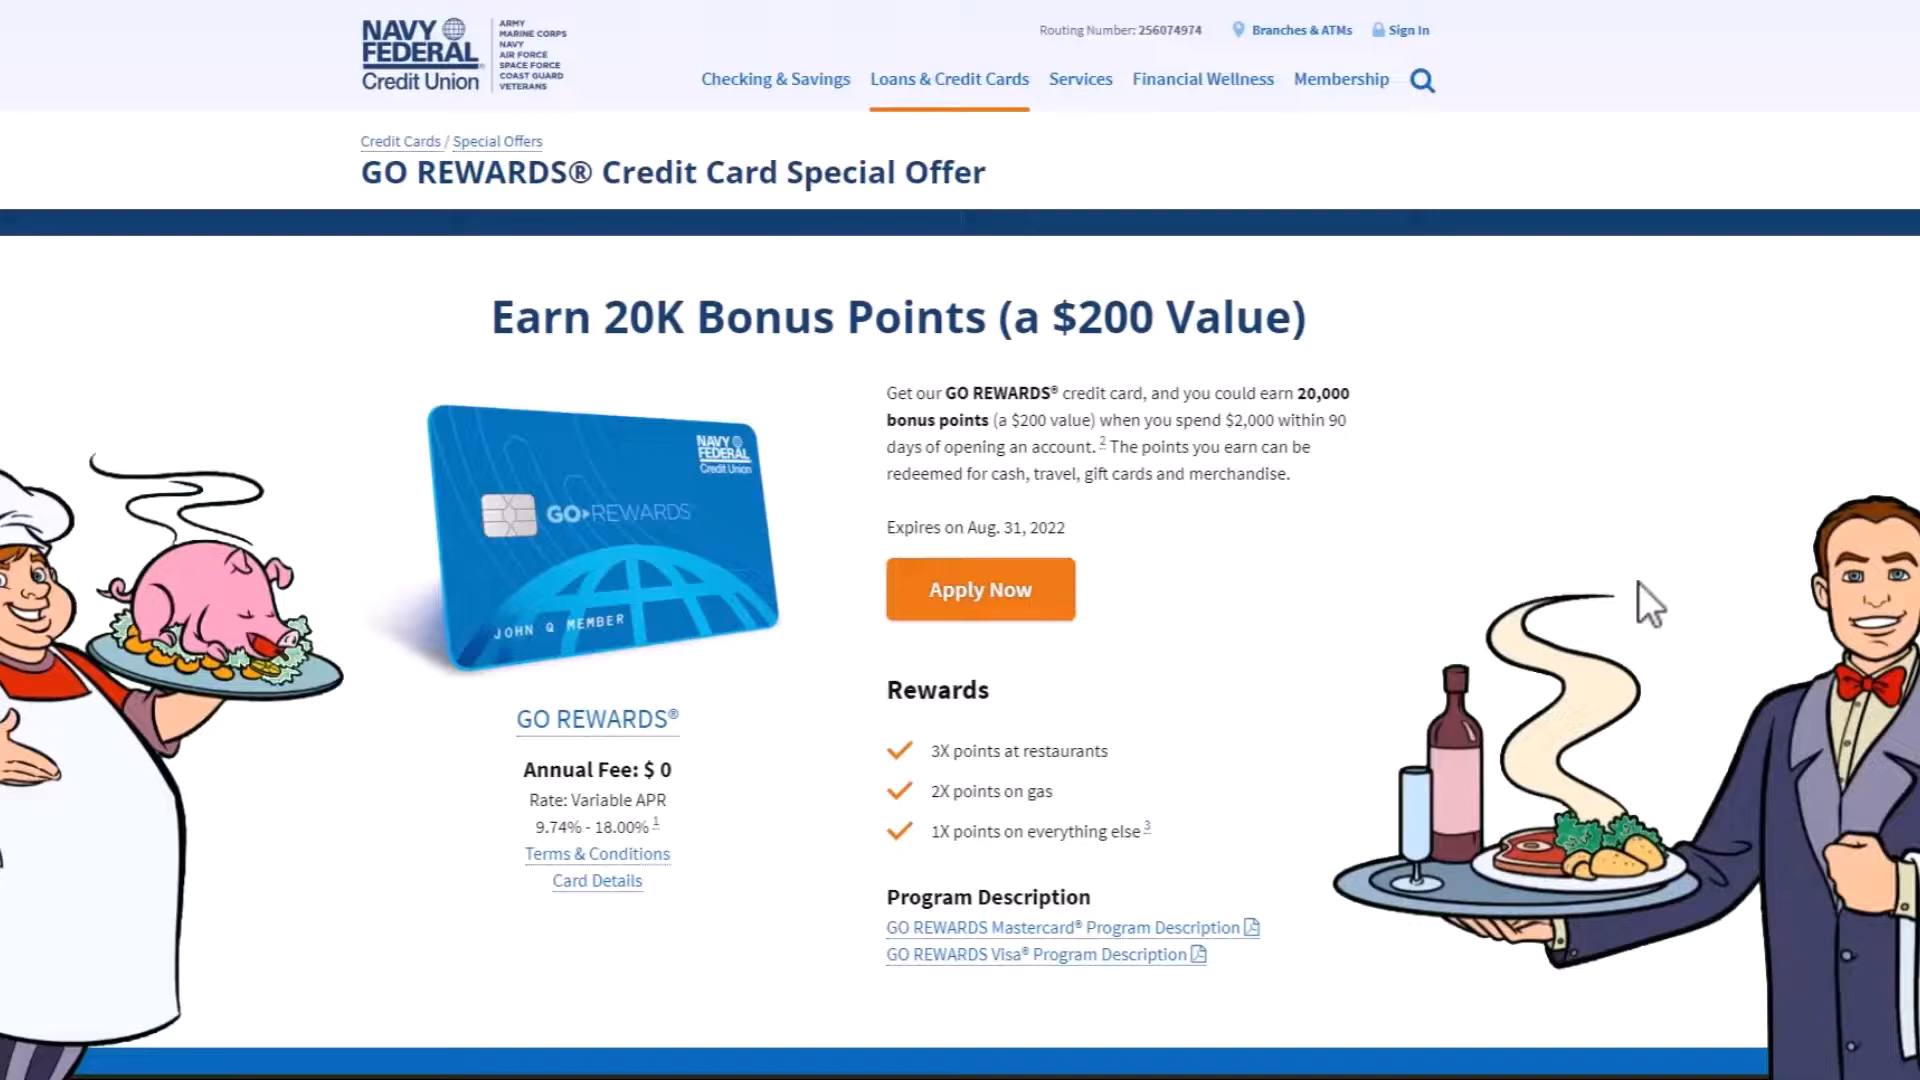 NAVY
FEDERAL
Credit Union
ARMY
MARINE CORPS
NAVY
AIR FORCE
SPACE FORCE
COAST GUARD
VETERANS
Routing Number: 256074974
Branches & ATMs
Sign In
Checking & Savings
Loans & Credit Cards
Services
Financial Wellness
Membership
Credit Cards / Special Offers
GO REWARDS® Credit Card Special Offer
Earn 20K Bonus Points (a $200 Value)
NAVY
FEDERAL
Credit Union
GO REWARDS
JOHN Q MEMBER
GO REWARDS®
Annual Fee: $ 0
Rate: Variable APR
9.74% - 18.00% 1
Terms & Conditions
Card Details
Get our GO REWARDS® credit card, and you could earn 20,000
bonus points (a $200 value) when you spend $2,000 within 90
days of opening an account. 2 The points you earn can be
redeemed for cash, travel, gift cards and merchandise.
Expires on Aug. 31, 2022
Apply Now
Rewards
3X points at restaurants
2X points on gas
1X points on everything else 3
Program Description
GO REWARDS Mastercard® Program Description
GO REWARDS Visa® Program Description